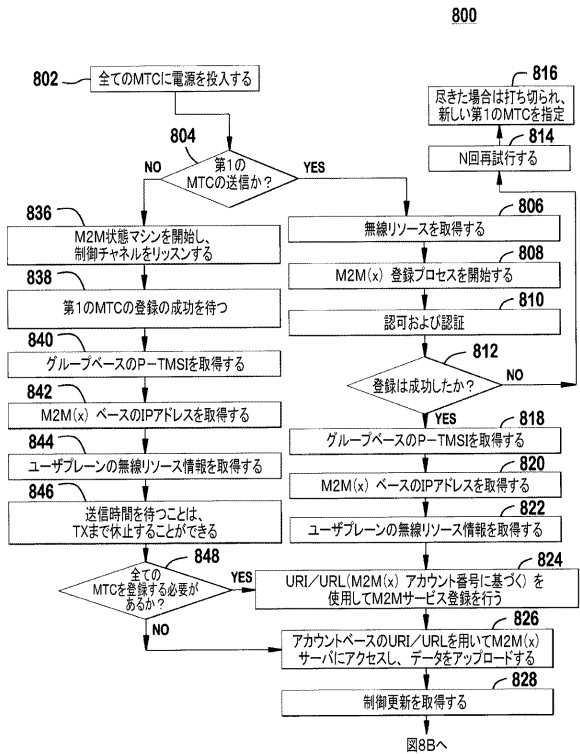 800
802
全てのMTCに電源を投入する
804
第1の
MTCの送信か?
NO
YES
836
M2M状態マシンを開始し、
制御チャネルをリッスンする
838
第1のMTCの登録の成功を待つ
840
グループベースのP-TMSIを取得する
842
M2M(x) ベースのIPアドレスを取得する
844
ユーザプレーンの無線リソース情報を取得する
846
送信時間を待つことは、
TXまで休止することができる
848
全ての
MTCを登録する必要が
あるか?
YES
NO
816
尽きた場合は打ち切られ、
新しい第1のMTCを指定
814
N回再試行する
806
無線リソースを取得する
808
M2M(x) 登録プロセスを開始する
810
認可および認証
812
登録は成功したか?
NO
YES
818
グループベースのP-TMSIを取得する
820
M2M(x) ベースのIPアドレスを取得する
822
ユーザプレーンの無線リソース情報を取得する
824
URI/URL(M2M(x) アカウント番号に基づく) を
使用してM2Mサービス登録を行う
826
アカウントベースのURI/URLを用いてM2M(x)
サーバにアクセスし、データをアップロードする
828
制御更新を取得する
図8Bへ